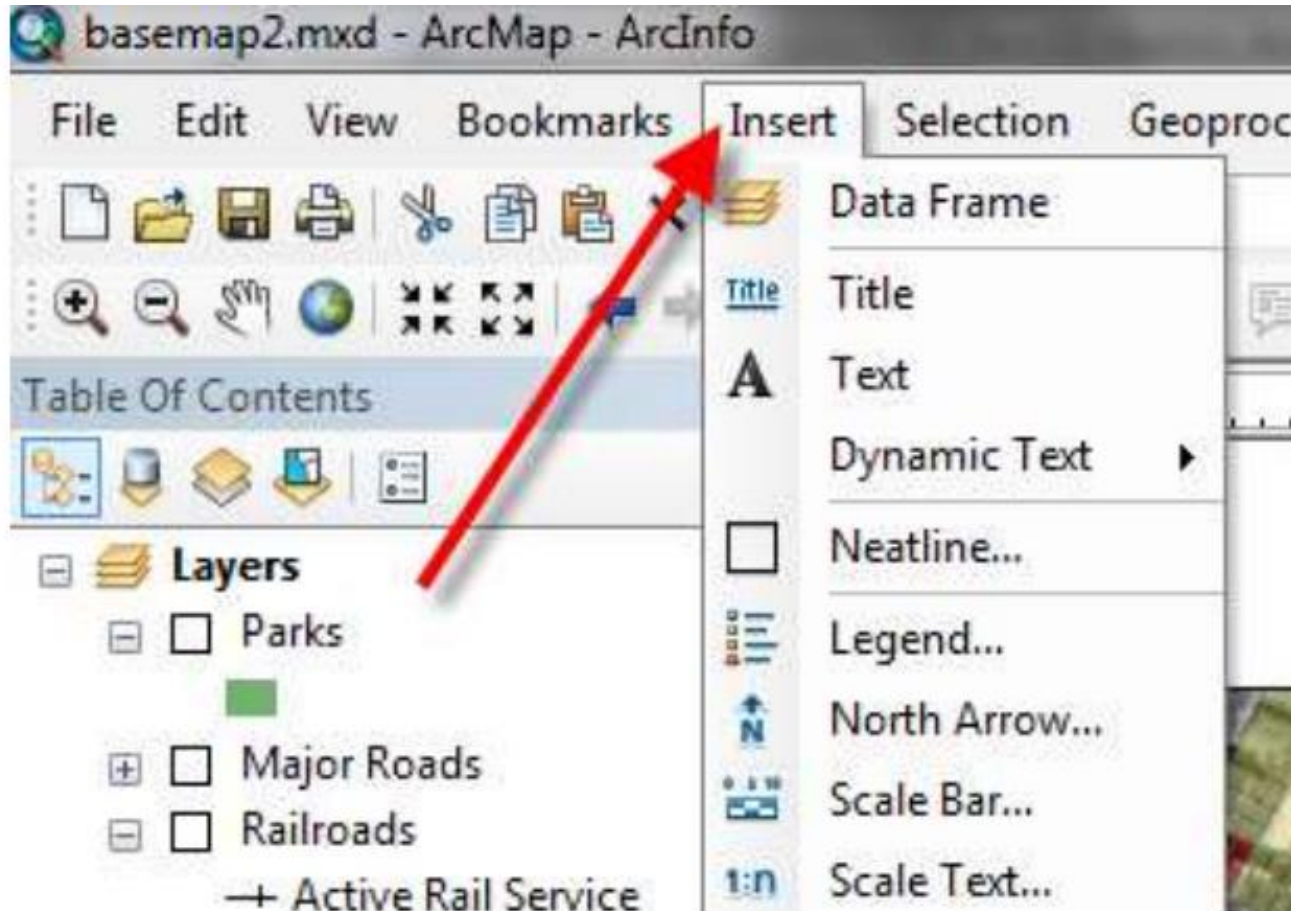 basemap2.mxd - ArcMap - ArcInfo
File Edit View Bookmarks Insert Selection Geoproc
Data Frame
Title Title
A Text
Dynamic Text
Neatline...
Legend...
N North Arrow...
Scale Bar...
1:n Scale Text...
Table Of Contents
Layers
Parks
Major Roads
Railroads
Active Rail Service